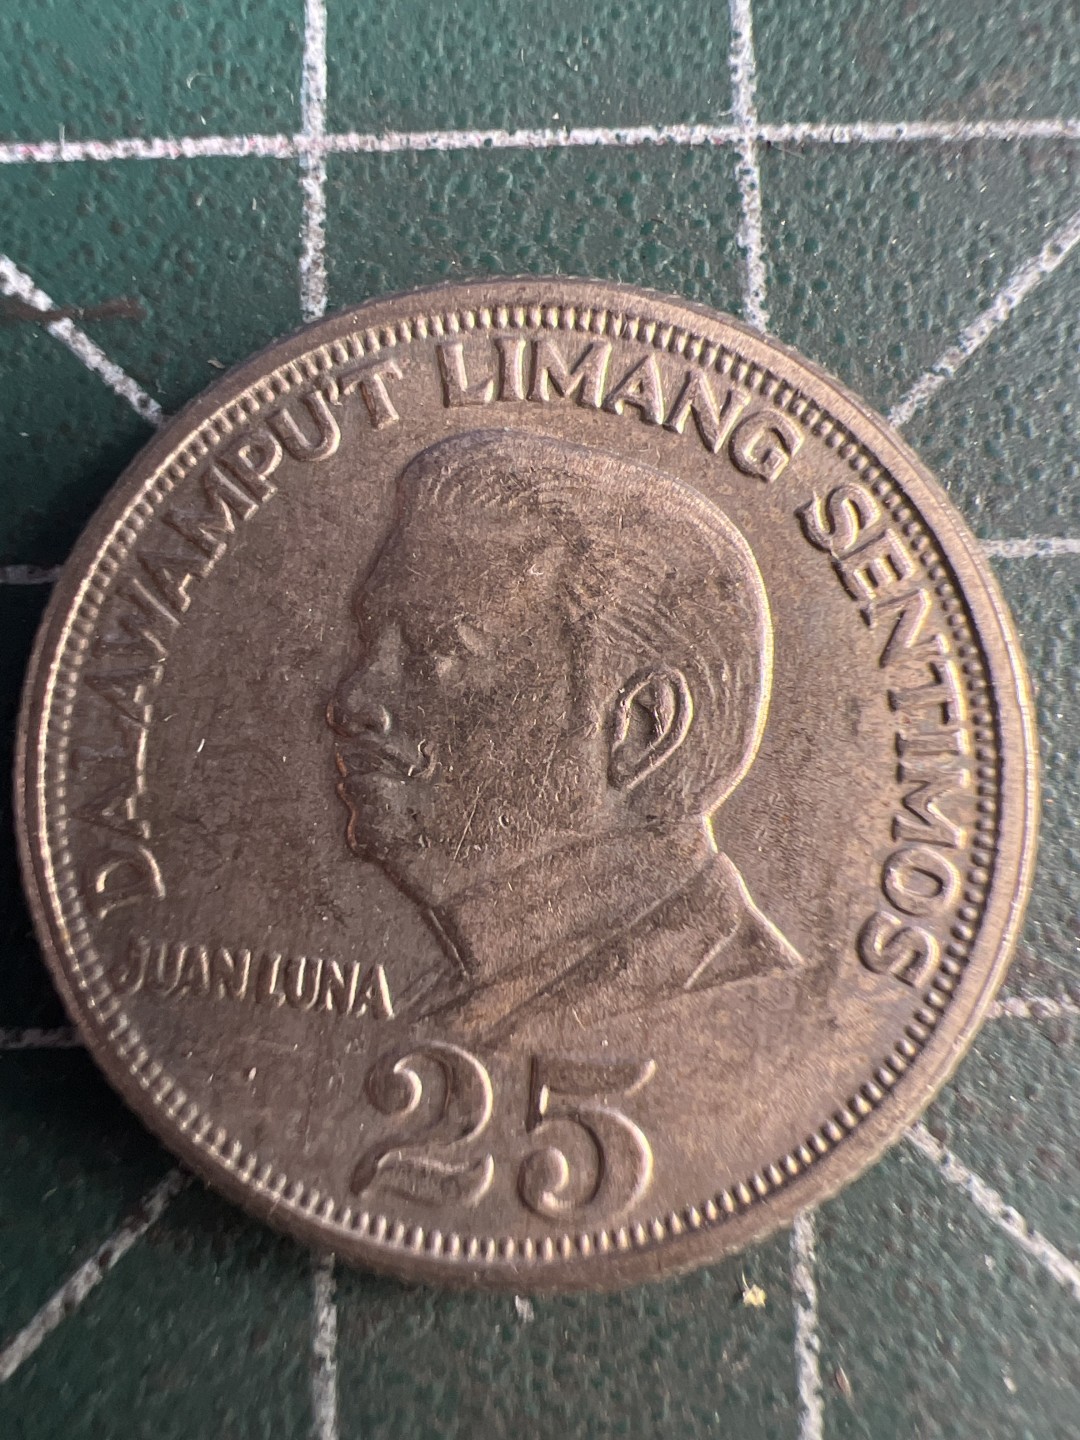 DALAWAMPU'T LIMANG SENTIMOS
JUAN LUNA
25